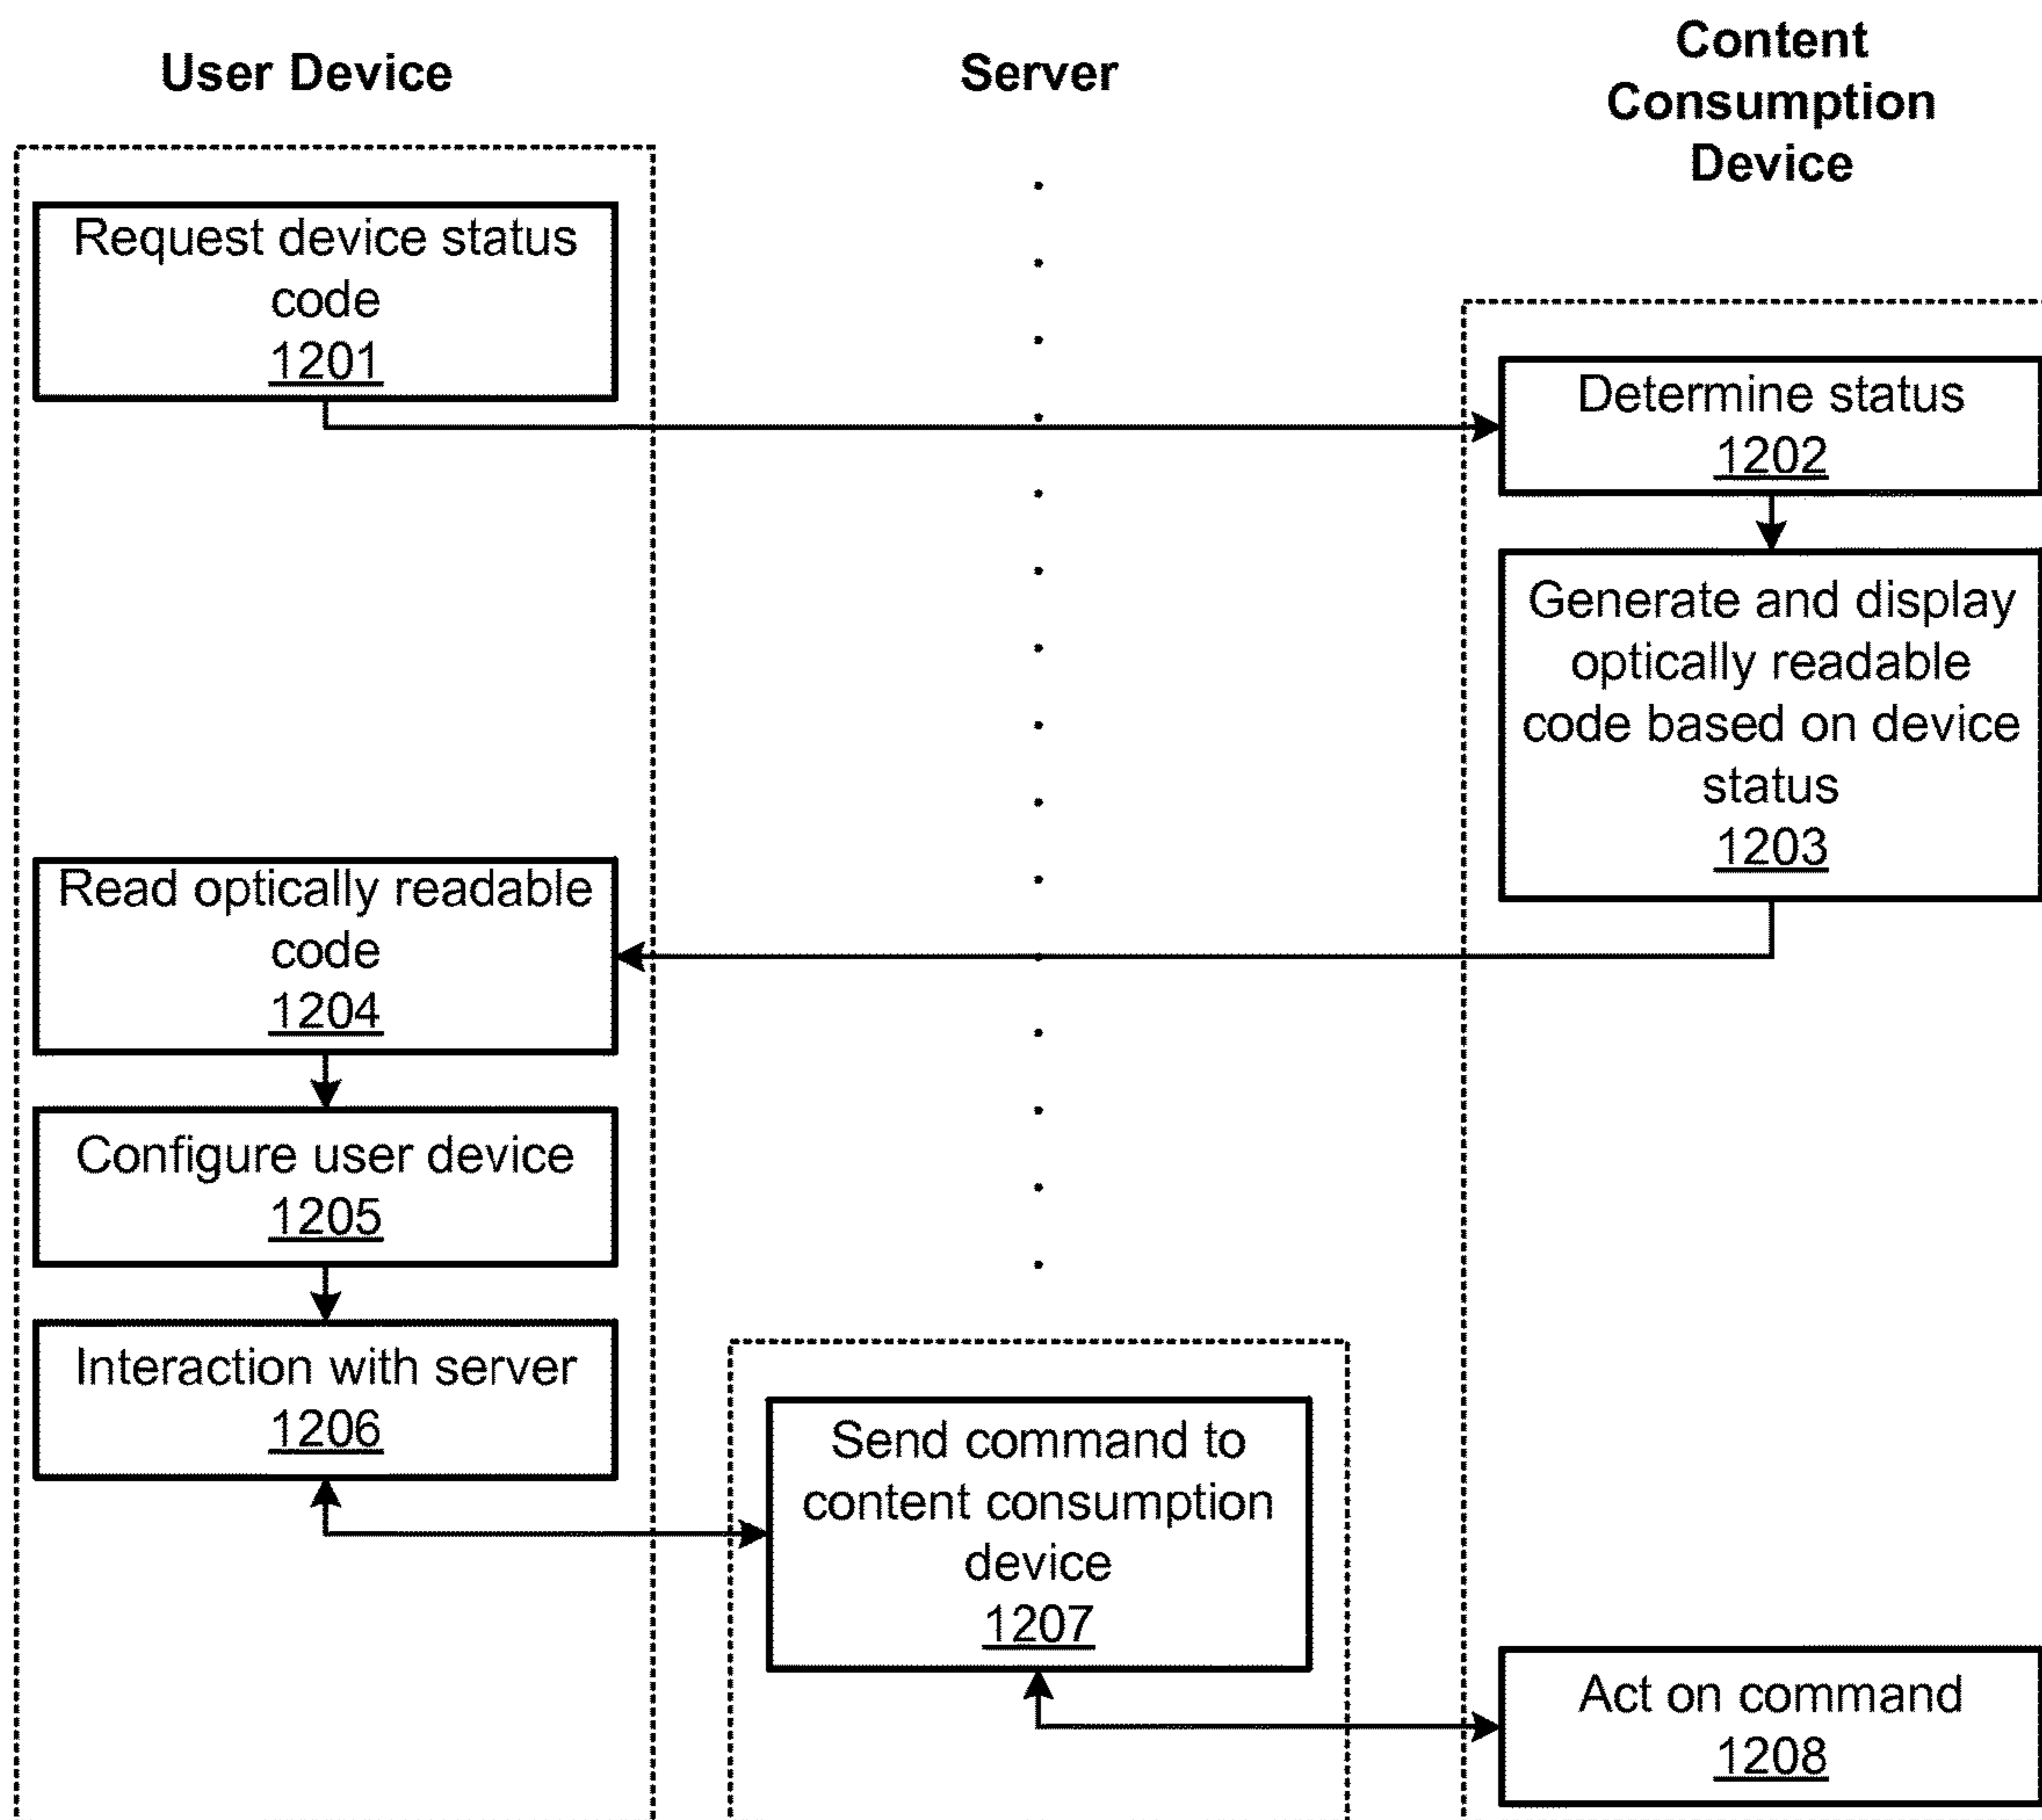 User Device
Server
Content
Consumption
Device
Request device status
code
1201
Determine status
1202
Generate and display
optically readable
code based on device
status
1203
Read optically readable
code
1204
Configure user device
1205
Interaction with server
1206
Send command to
content consumption
device
1207
Act on command
1208